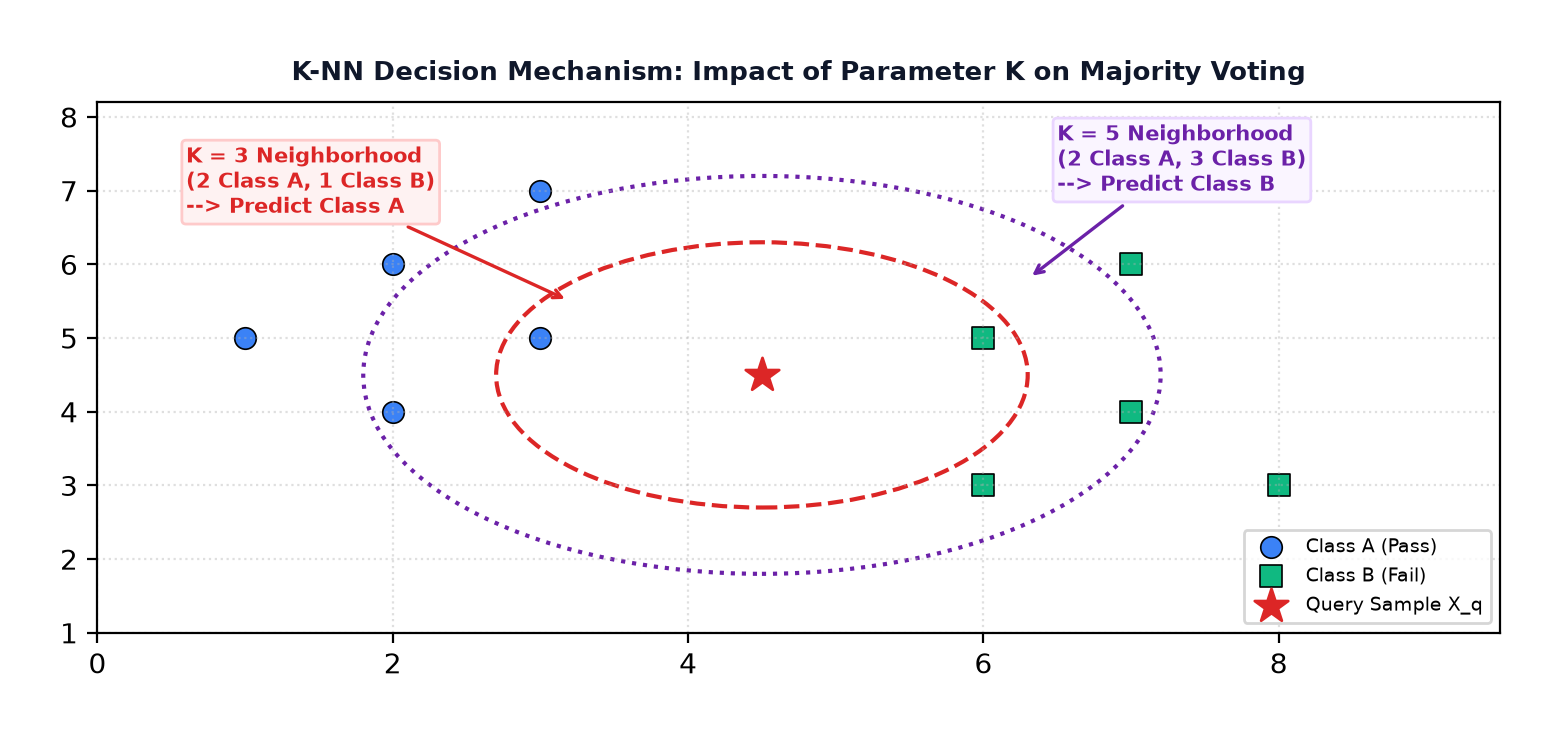 K-NN Decision Mechanism: Impact of Parameter K on Majority Voting
K = 3 Neighborhood
(2 Class A, 1 Class B)
--> Predict Class A
K = 5 Neighborhood
(2 Class A, 3 Class B)
--> Predict Class B
8
7
6
5
4
3
2
1
0
2
4
6
8
Class A (Pass)
Class B (Fail)
Query Sample X_q